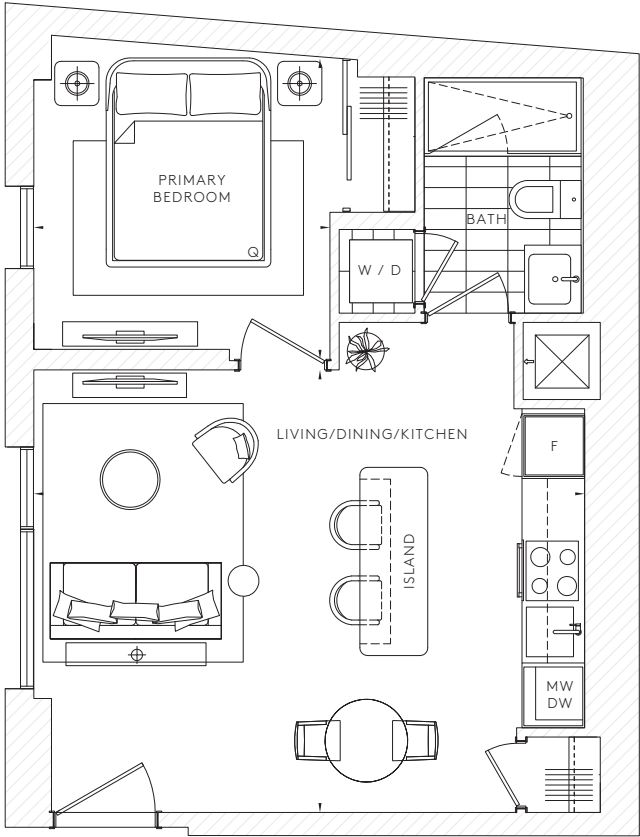 PRIMARY
BEDROOM
BATH
W / D
LIVING/DINING/KITCHEN
F
ISLAND
MW
DW